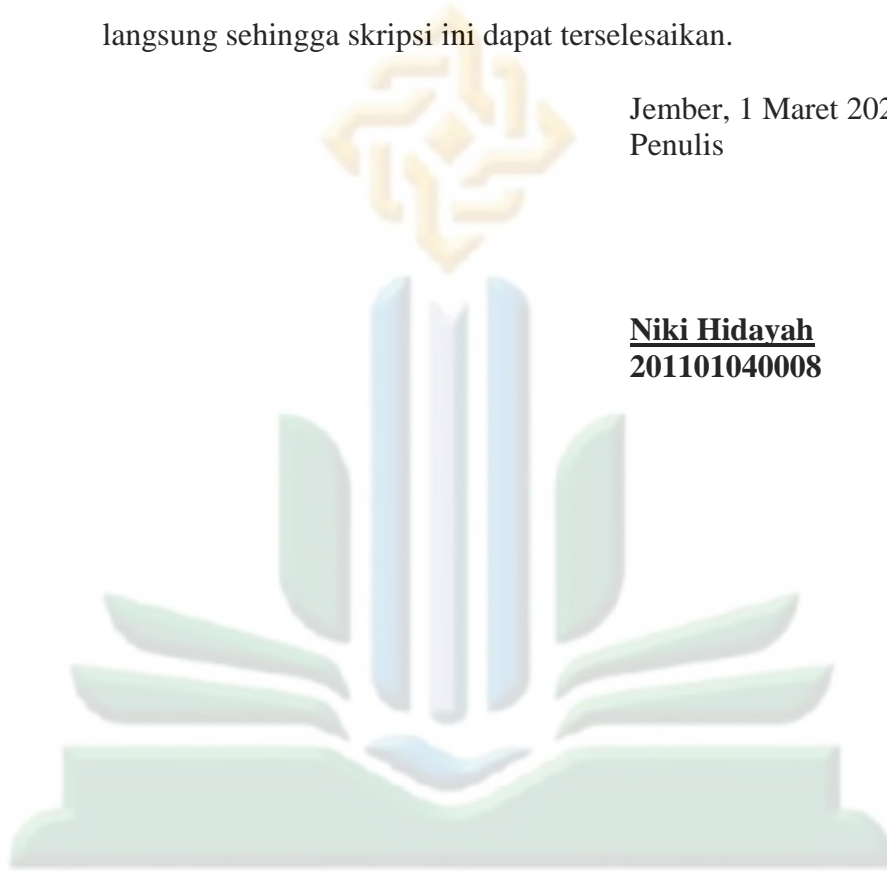 langsung sehingga skripsi ini dapat terselesaikan.
Jember, 1 Maret 202
Penulis
Niki Hidayah
201101040008